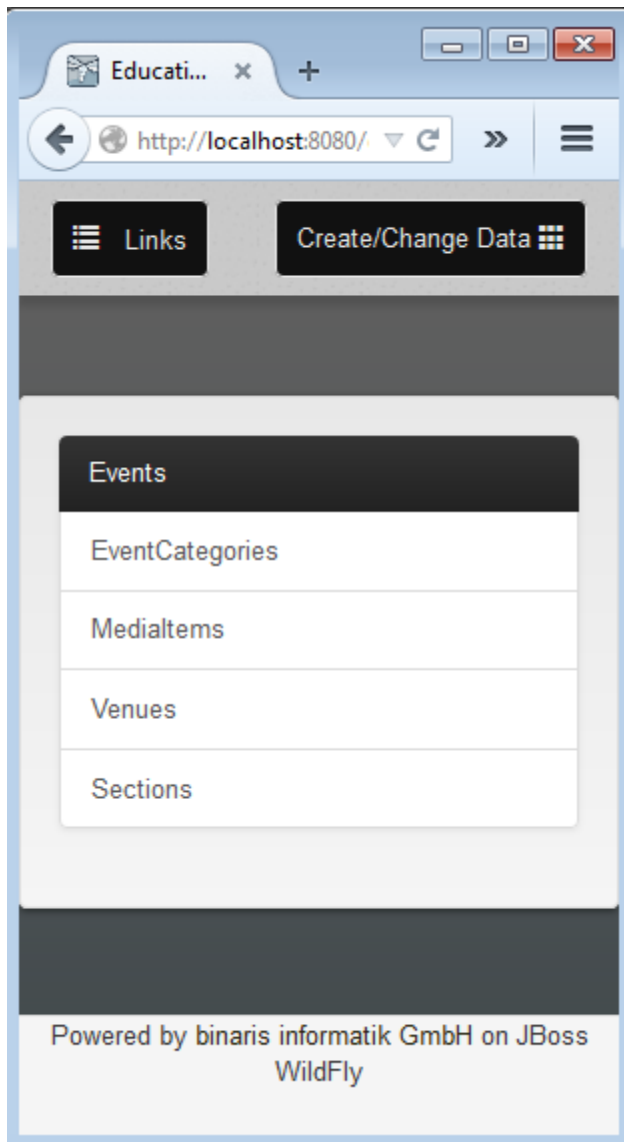 Educati...
http://localhost:8080/
Links
Create/Change Data
Events
EventCategories
MediaItems
Venues
Sections
Powered by binaris informatik GmbH on JBoss
WildFly